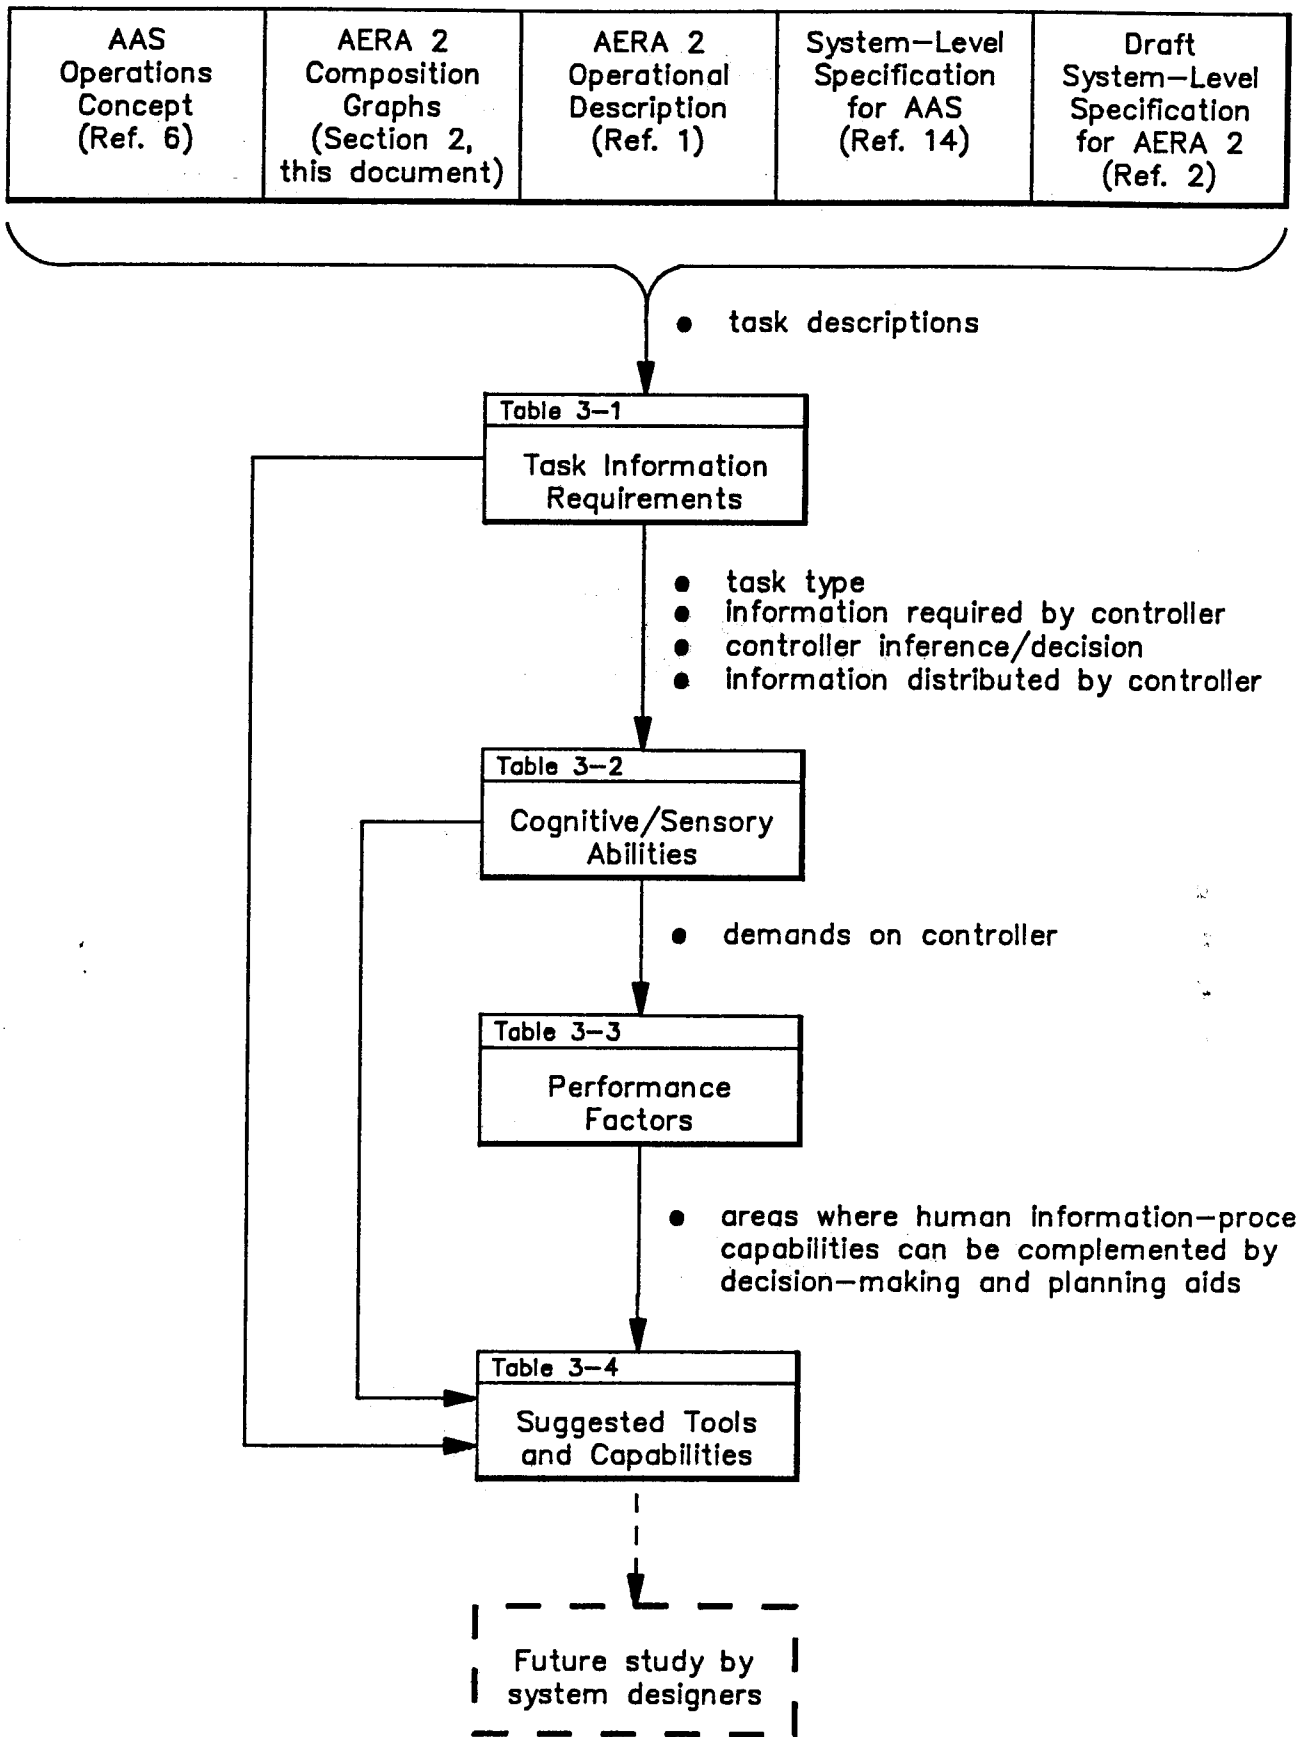 AAS
Operations
Concept
(Ref. 6)
AERA 2
Composition
Graphs
(Section 2,
this document)
AERA 2
Operational
Description
(Ref. 1)
System–Level
Specification
for AAS
(Ref. 14)
Draft
System–Level
Specification
for AERA 2
(Ref. 2)
● task descriptions
Table 3–1
Task Information
Requirements
● task type
● information required by controller
● controller inference/decision
● information distributed by controller
Table 3–2
Cognitive/Sensory
Abilities
● demands on controller
Table 3–3
Performance
Factors
● areas where human information–proce
capabilities can be complemented by
decision–making and planning aids
Table 3–4
Suggested Tools
and Capabilities
Future study by
system designers